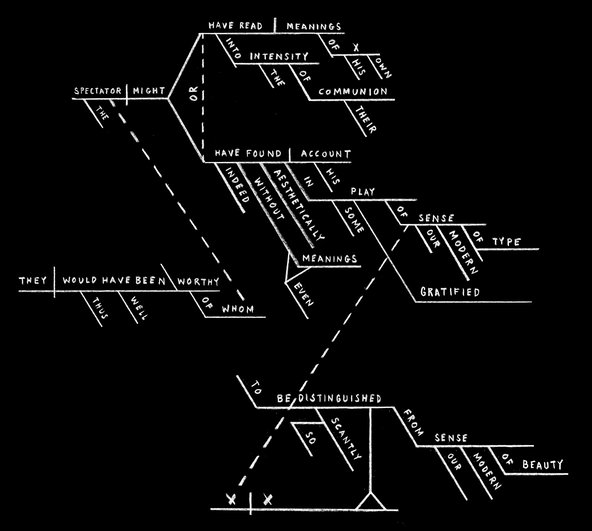 HAVE READ MEANINGS
INTO
OF
X
HIS
OWN
INTENSITY
THE
OF
COMMUNION
THEIR
SPECTATOR MIGHT
THE
OR
HAVE FOUND ACCOUNT
INDEED
WITHOUT
AESTHETICALLY
IN
HIS
PLAY
SOME
OF
SENSE
OUR
MODERN
OF
TYPE
MEANINGS
EVEN
GRATIFIED
THEY WOULD HAVE BEEN WORTHY
THUS
WELL
OF
WHOM
TO
BE DISTINGUISHED
SO
SCANTLY
FROM
SENSE
OUR
MODERN
OF
BEAUTY
X X